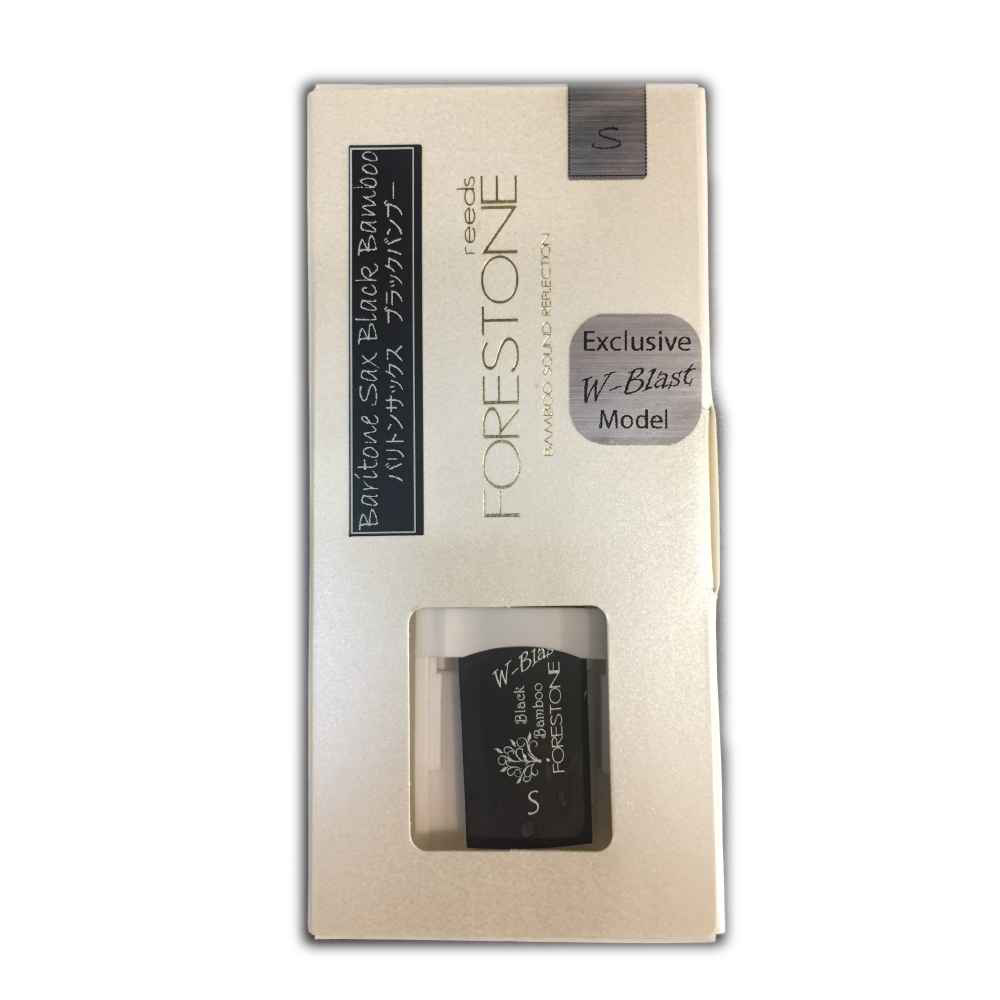 S
Baritone Sax Black Bamboo
バリトンサックス ブラックバンブー
reeds
FORESTONE
BAMBOO SOUND REFLECTION
Exclusive
W-Blast
Model
W-Blas
Black
Bamboo
FORESTONE
S